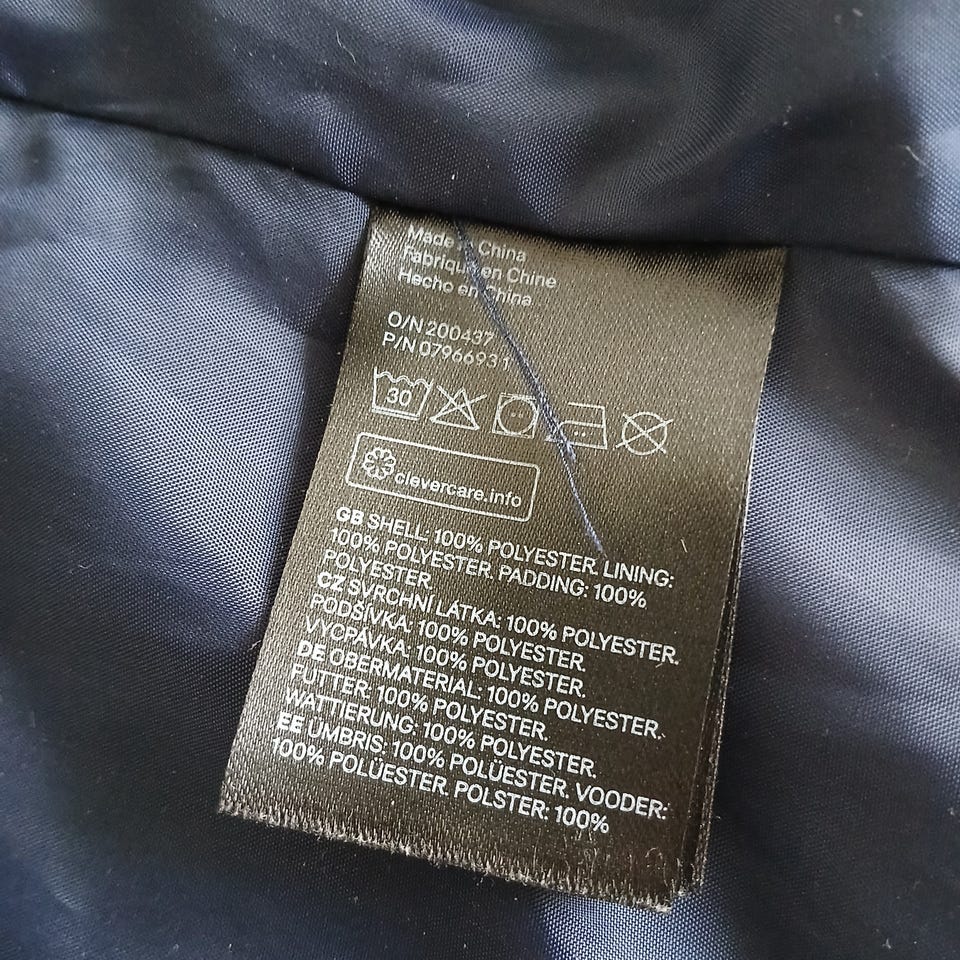 Made in China
Fabriqué en Chine
Hecho en China
O/N 200437
P/N 0796693 1
30
clevercare.info
GB SHELL: 100% POLYESTER. LINING:
100% POLYESTER. PADDING: 100%
POLYESTER
CZ SVRCHNÍ LÁTKA: 100% POLYESTER.
PODŠÍVKA: 100% POLYESTER.
VYCPÁVKA: 100% POLYESTER.
DE OBERMATERIAL: 100% POLYESTER.
FUTTER: 100% POLYESTER.
WATTIERUNG: 100% POLYESTER.
EE ÜMBRIS: 100% POLÜESTER. VOODER:
100% POLÜESTER. POLSTER: 100%